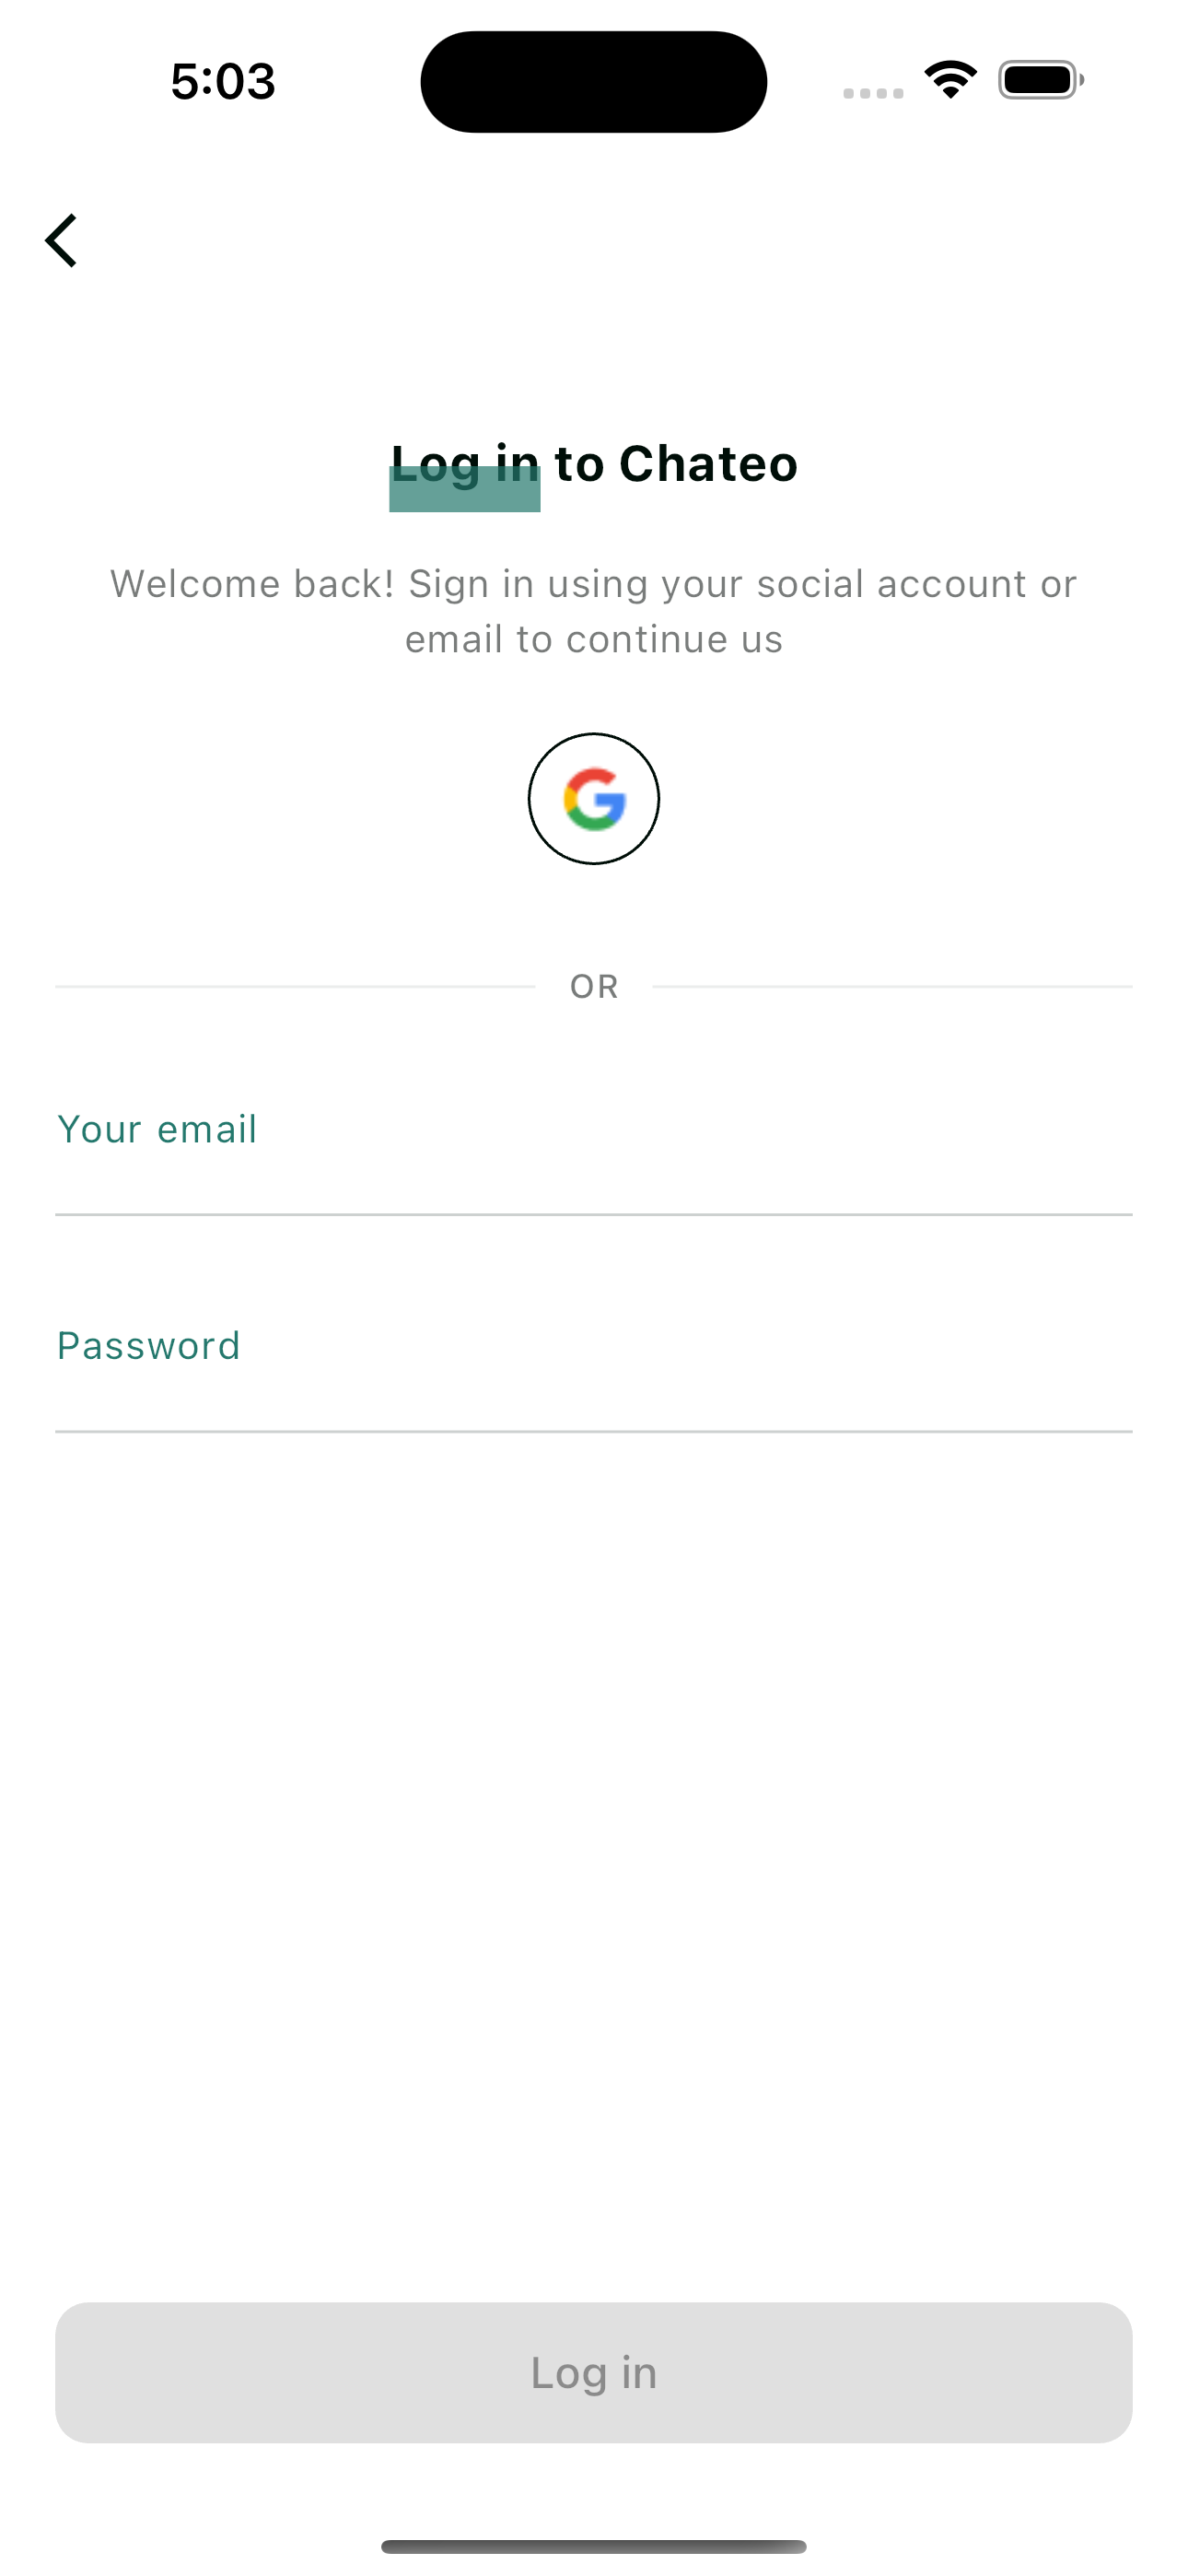 5:03
Log in to Chateo
Welcome back! Sign in using your social account or
email to continue us
OR
Your email
Password
Log in